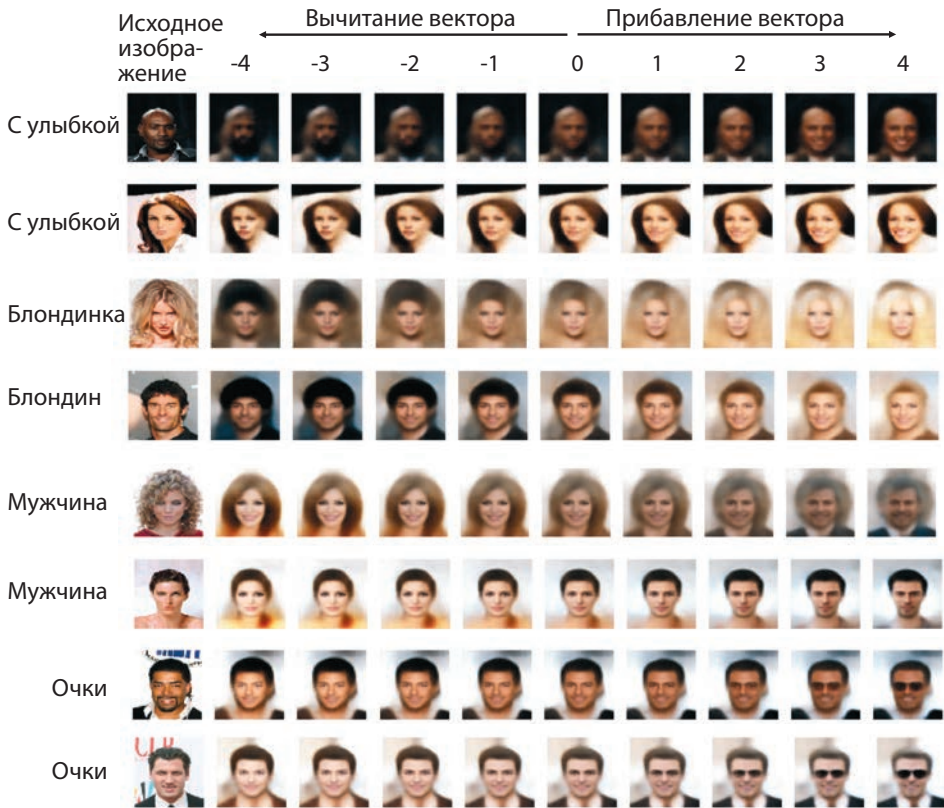 Исходное
изобра-
жение
Вычитание вектора
Прибавление вектора
-4 -3 -2 -1 0 1 2 3 4
С улыбкой
С улыбкой
Блондинка
Блондин
Мужчина
Мужчина
Очки
Очки